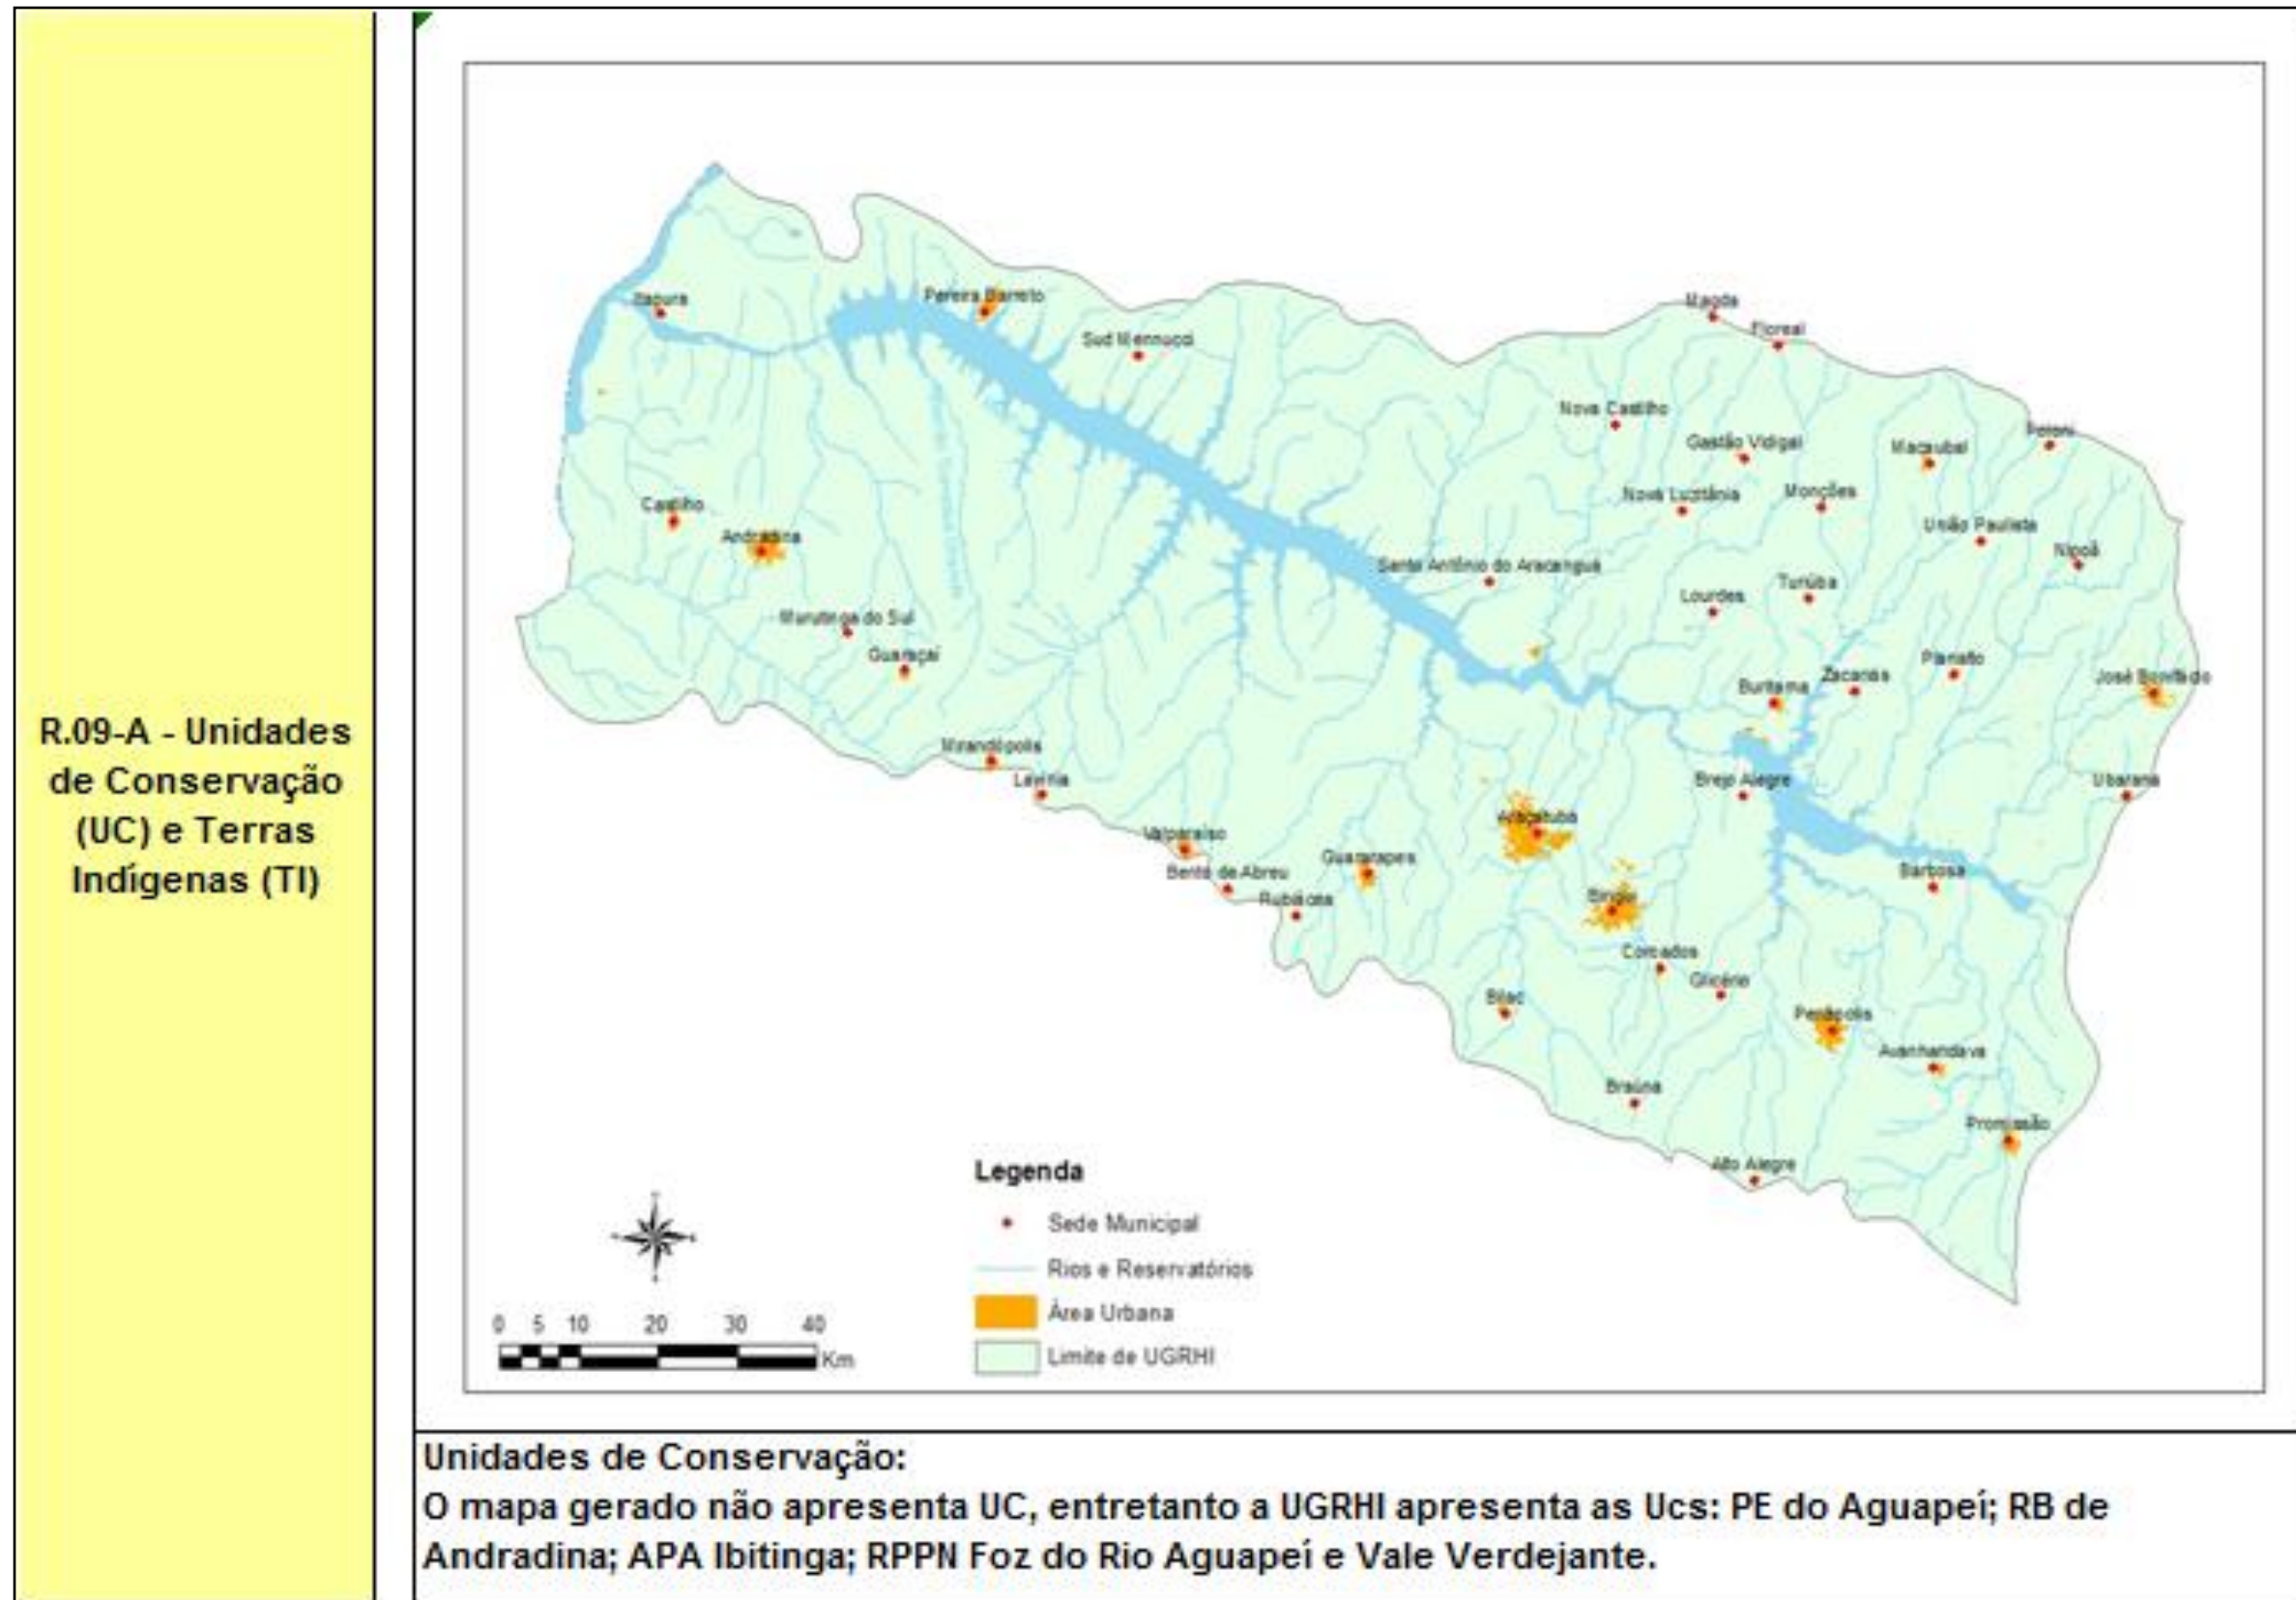 R.09-A - Unidades
de Conservação
(UC) e Terras
Indígenas (TI)
Itapura
Pereira Barreto
Sud Mennucci
Magda
Floreal
Nova Castilho
Gastão Vidigal
Macaubal
Poloni
Castilho
Andradina
Nova Luzitânia
Monções
União Paulista
Nipoã
Santo Antônio do Aracanguá
Lourdes
Turiúba
Murutinga do Sul
Guaraçaí
Buritama
Zacarias
Planalto
José Bonifácio
Mirandópolis
Lavínia
Brejo Alegre
Ubarana
Valparaíso
Bento de Abreu
Rubiácea
Guararapes
Araçatuba
Birigui
Barbosa
Coroados
Glicério
Bilac
Penápolis
Avanhandava
Braúna
Promissão
Alto Alegre
Legenda
Sede Municipal
Rios e Reservatórios
Área Urbana
Limite de UGRHI
0 5 10 20 30 40
Km
Unidades de Conservação:
O mapa gerado não apresenta UC, entretanto a UGRHI apresenta as Ucs: PE do Aguapeí; RB de
Andradina; APA Ibitinga; RPPN Foz do Rio Aguapeí e Vale Verdejante.